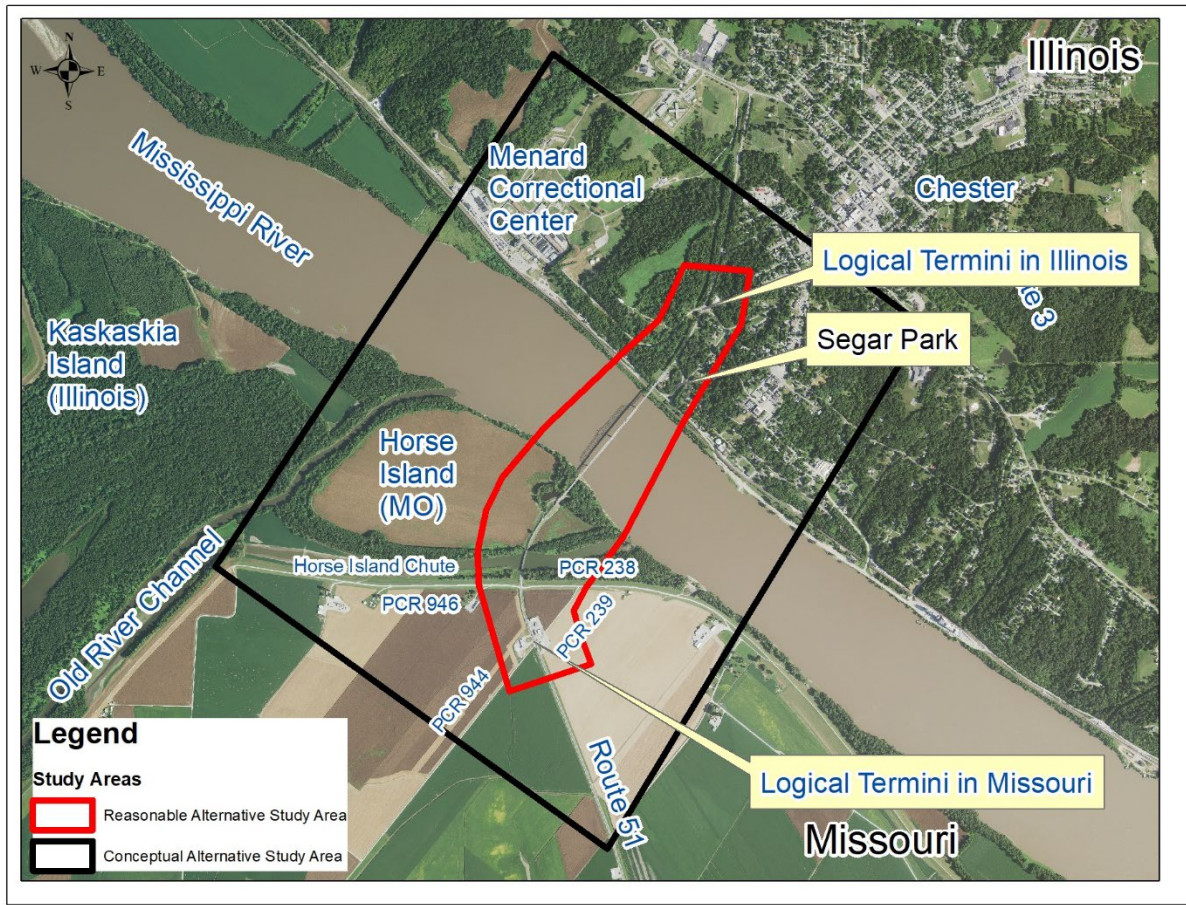 Illinois
N
W
E
S
Mississippi River
Menard
Correctional
Center
Chester
Logical Termini in Illinois
te 3
Segar Park
Kaskaskia
Island
(Illinois)
Horse
Island
(MO)
Old River Channel
Horse Island Chute
PCR 238
PCR 946
PCR 239
PCR 944
Route 51
Logical Termini in Missouri
Missouri
Legend
Study Areas
Reasonable Alternative Study Area
Conceptual Alternative Study Area